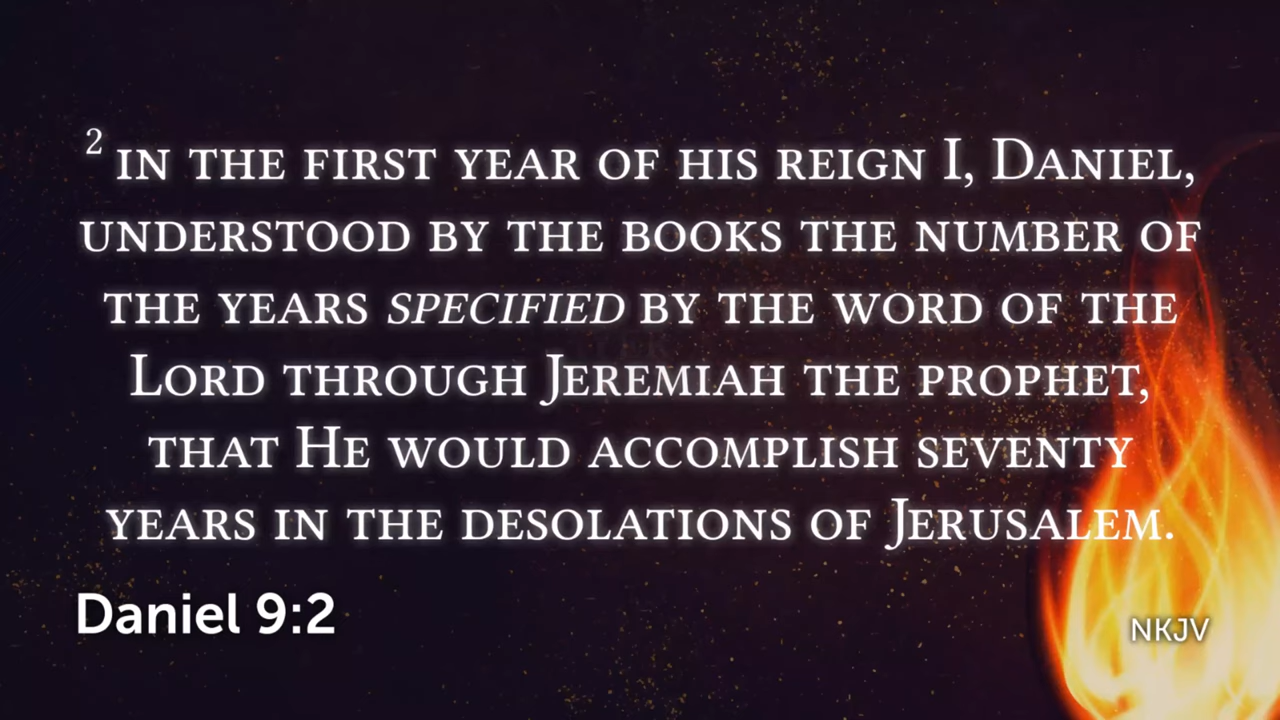 2 in the first year of his reign I, Daniel,
understood by the books the number of
the years specified by the word of the
Lord through Jeremiah the prophet,
that He would accomplish seventy
years in the desolations of Jerusalem.
Daniel 9:2
NKJV